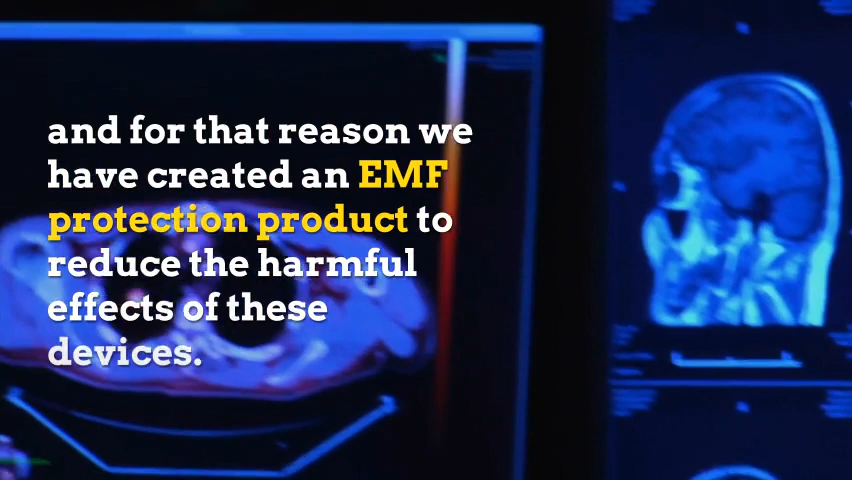 and for that reason we
have created an EMF
protection product to
reduce the harmful
effects of these
devices.